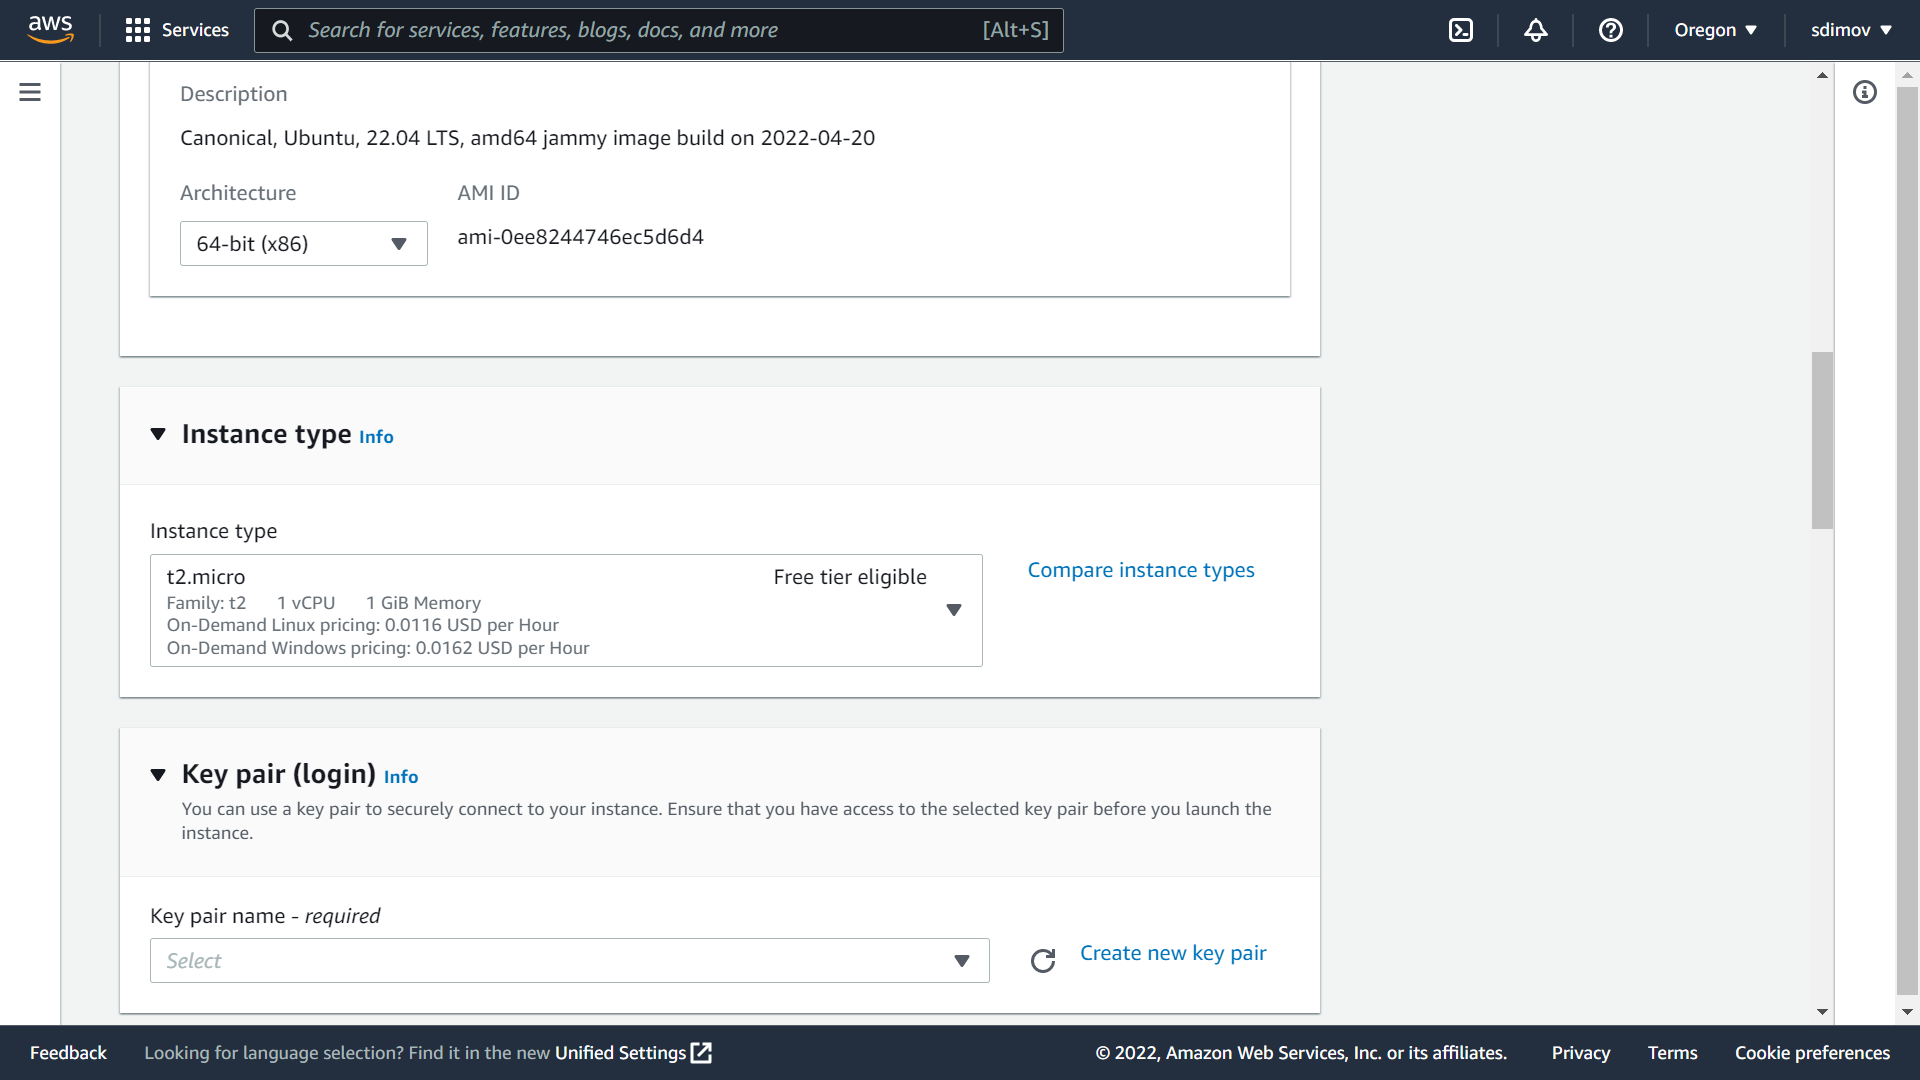 aws
Services
Search for services, features, blogs, docs, and more [Alt+S]
Oregon
sdimov
Description
Canonical, Ubuntu, 22.04 LTS, amd64 jammy image build on 2022-04-20
Architecture
AMI ID
64-bit (x86)
ami-0ee8244746ec5d6d4
Instance type Info
Instance type
t2.micro
Free tier eligible
Family: t2 1 vCPU 1 GiB Memory
On-Demand Linux pricing: 0.0116 USD per Hour
On-Demand Windows pricing: 0.0162 USD per Hour
Compare instance types
Key pair (login) Info
You can use a key pair to securely connect to your instance. Ensure that you have access to the selected key pair before you launch the
instance.
Key pair name - required
Select
Create new key pair
Feedback
Looking for language selection? Find it in the new Unified Settings
© 2022, Amazon Web Services, Inc. or its affiliates.
Privacy
Terms
Cookie preferences